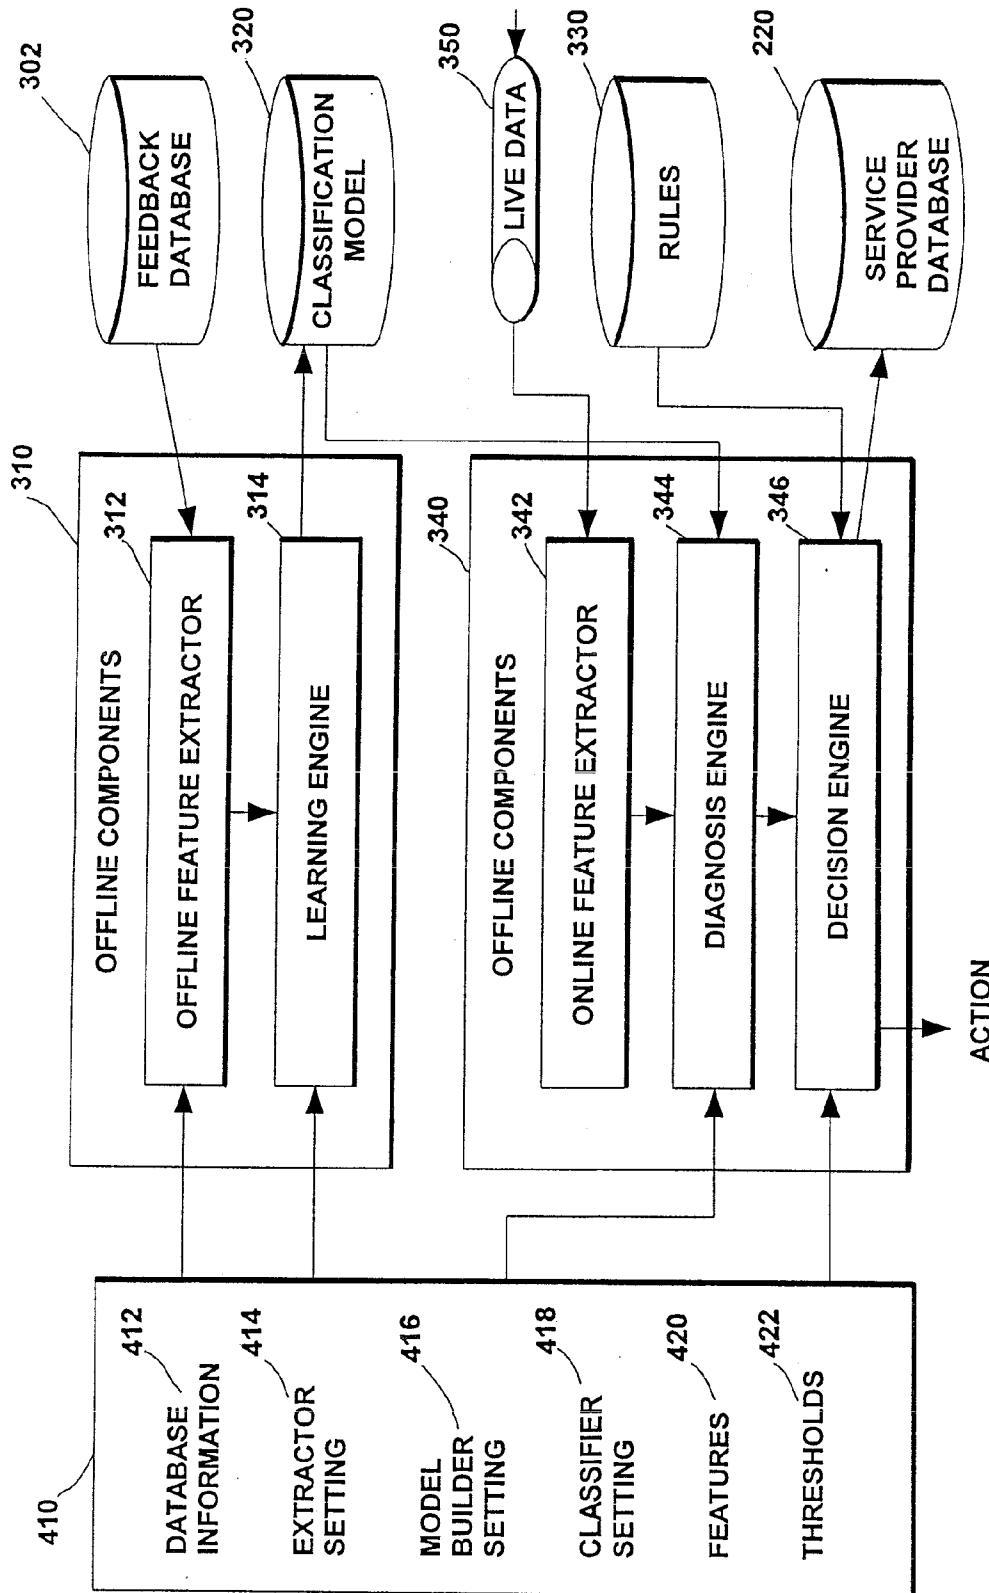 410
412
DATABASE
INFORMATION
414
EXTRACTOR
SETTING
416
MODEL
BUILDER
SETTING
418
CLASSIFIER
SETTING
420
FEATURES
422
THRESHOLDS
310
OFFLINE COMPONENTS
312
OFFLINE FEATURE EXTRACTOR
314
LEARNING ENGINE
340
OFFLINE COMPONENTS
342
ONLINE FEATURE EXTRACTOR
344
DIAGNOSIS ENGINE
346
DECISION ENGINE
ACTION
302
FEEDBACK
DATABASE
320
CLASSIFICATION
MODEL
350
LIVE DATA
330
RULES
220
SERVICE
PROVIDER
DATABASE